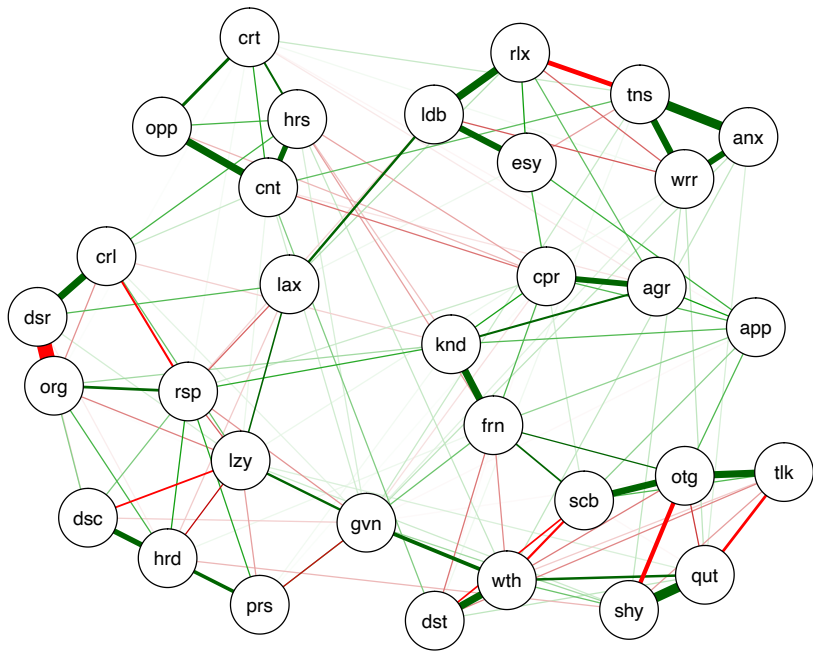 crt
rlx
tns
ldb
hrs
opp
anx
esy
wrr
cnt
crl
cpr
lax
agr
dsr
app
knd
org
rsp
frn
lzy
otg
tlk
scb
dsc
gvn
hrd
wth
qut
prs
shy
dst